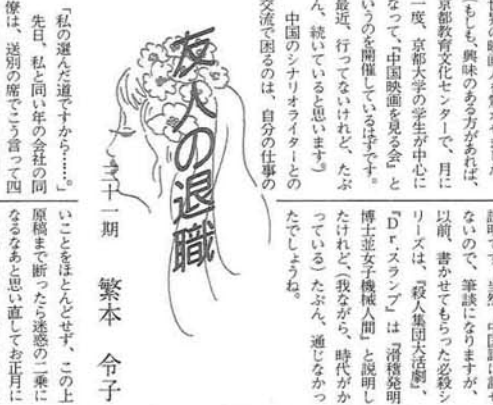 (もしも、興味のある方があれば、
京都教育文化センターで、月に
一度、京都大学の学生が中心に
なって、『中国映画を見る会』と
いうのを開催しているはずです。
最近、行ってないけれど、たぶ
ん、続いていると思います。)
中国のシナリオライターとの
交流で困るのは、自分の仕事の
説明です。当然、中国語は話せ
ないので、筆談になりますが、
以前、書かせてもらった必殺シ
リーズは、『殺人集団大活劇』、
『Dr.スランプ』は『滑稽発明
博士並女子機械人間』と説明し
たけれど、(我ながら、時代がか
っている)たぶん、通じなかっ
たでしょうね。
友人の退職
三十一期 繁本 令子
「私の選んだ道ですから……。」
先日、私と同い年の会社の同
僚は、送別の席でこう言って四
いことをほとんどせず、この上
原稿まで断ったら迷惑の二乗に
なるなあと思い直してお正月に